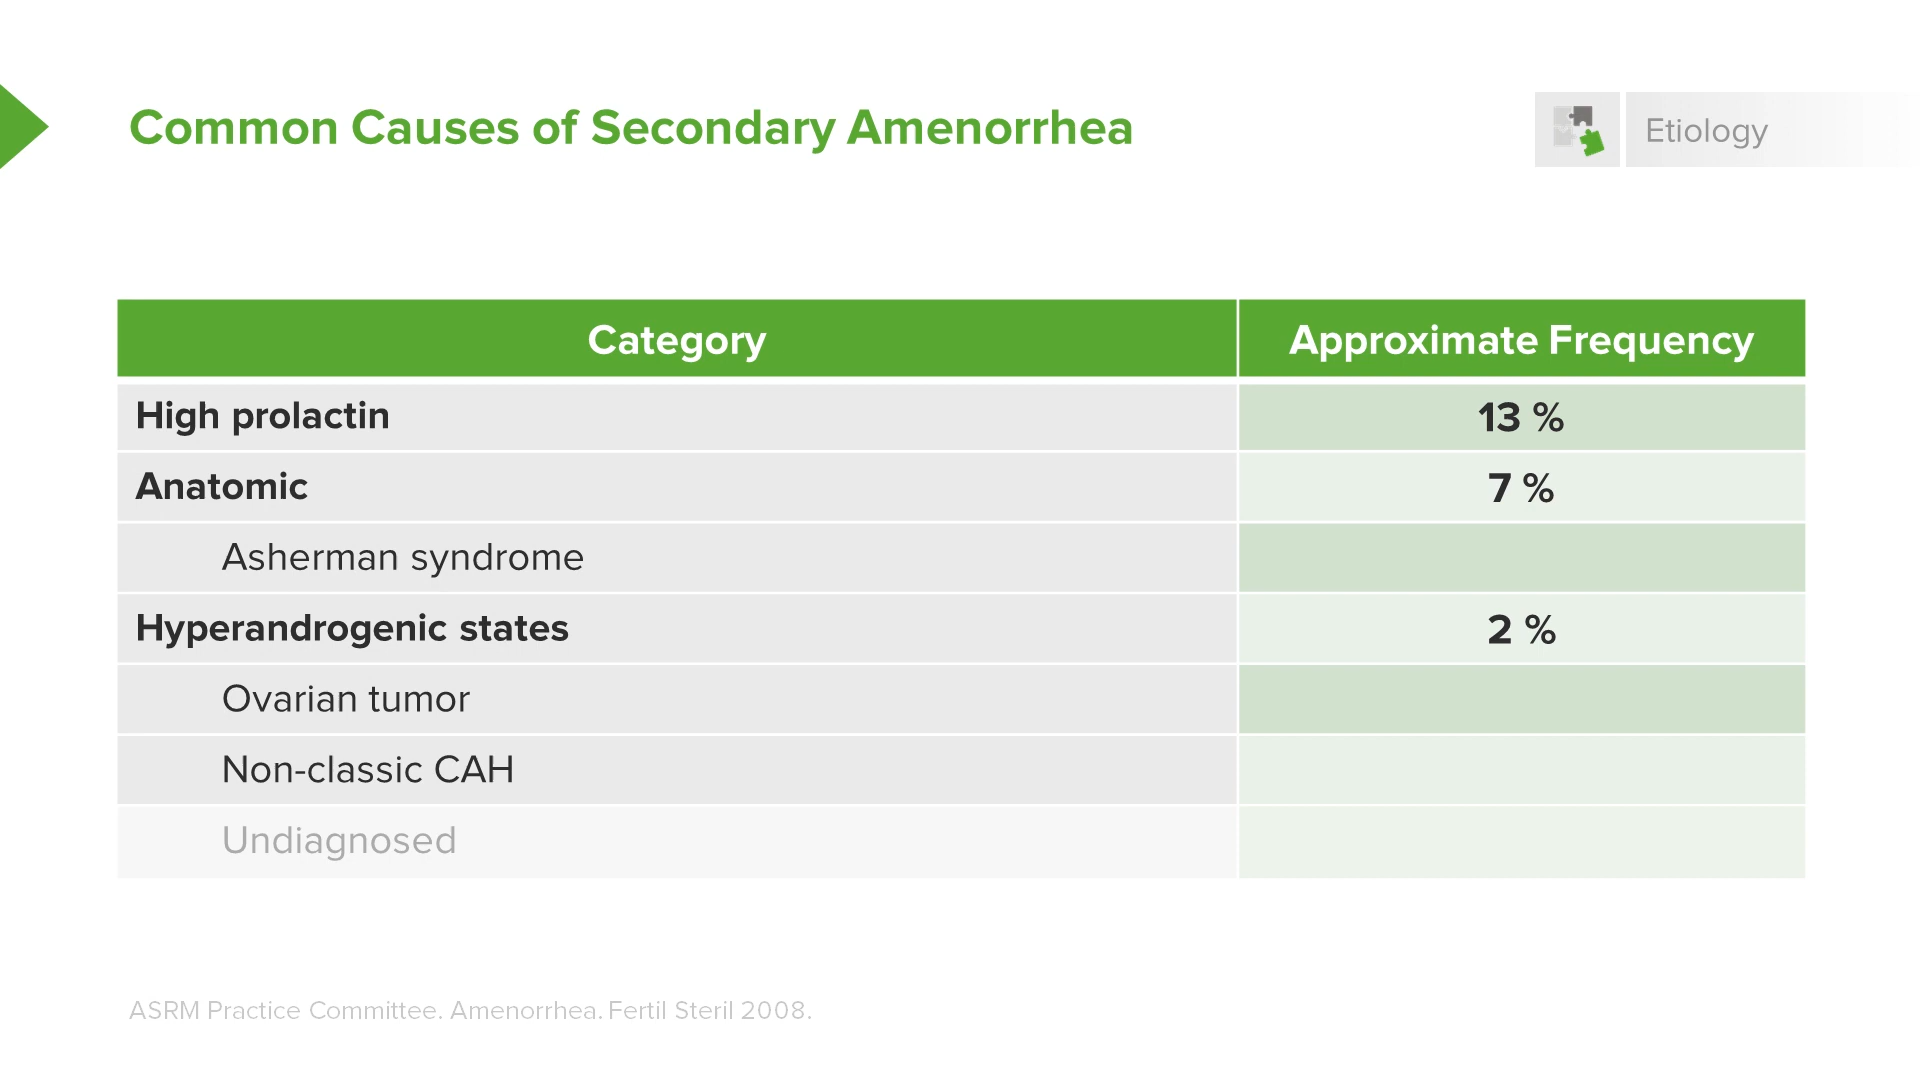 Common Causes of Secondary Amenorrhea
Etiology
Category Approximate Frequency
High prolactin 13 %
Anatomic 7 %
Asherman syndrome
Hyperandrogenic states 2 %
Ovarian tumor
Non-classic CAH
Undiagnosed
ASRM Practice Committee. Amenorrhea. Fertil Steril 2008.